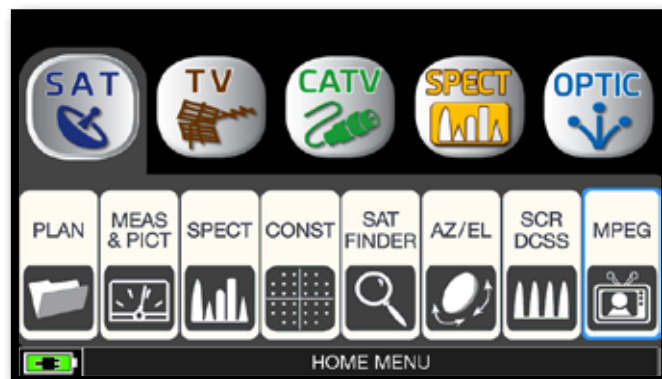 SAT TV CATV SPECT OPTIC
PLAN
MEAS
& PICT
SPECT
CONST
SAT
FINDER
AZ/EL
SCR
DCSS
MPEG
HOME MENU